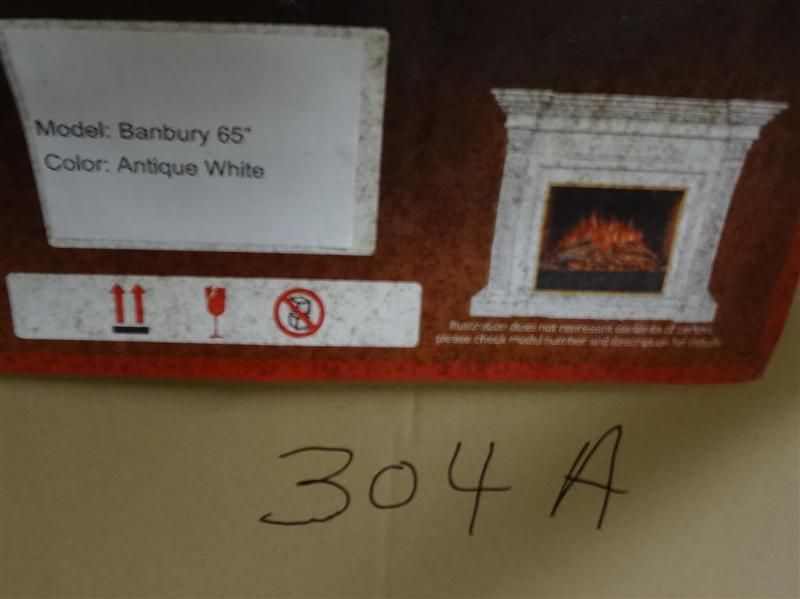 Model: Banbury 65"
Color: Antique White
Illustration does not represent contents of carton,
please check model number and description for details
304A